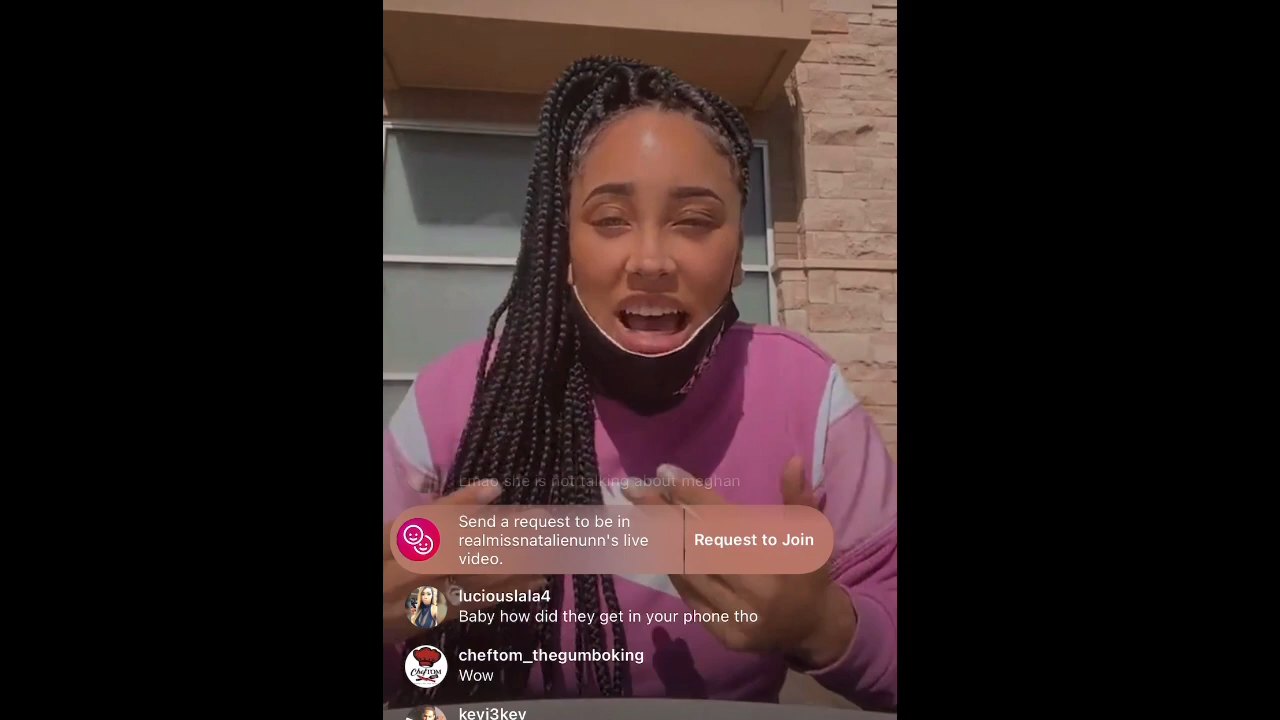 Lmao she is not talking about meghan
Send a request to be in
realmissnatalienunn's live
video.
Request to Join
luciouslala4
Baby how did they get in your phone tho
cheftom_thegumboking
Wow
kevi3kev